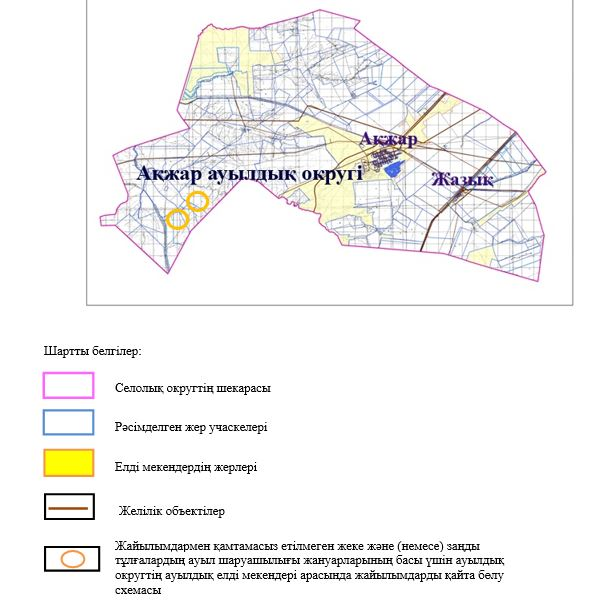 Ақжар
Ақжар ауылдық округі
Жазық
Шартты белгілер:
Селолық округтің шекарасы
Рәсімделген жер учаскелері
Елді мекендердің жерлері
Желілік объектілер
Жайылымдармен қамтамасыз етілмеген жеке және (немесе) заңды
тұлғалардың ауыл шаруашылығы жануарларының басы үшін ауылдық
округтің ауылдық елді мекендері арасында жайылымдарды қайта бөлу
схемасы